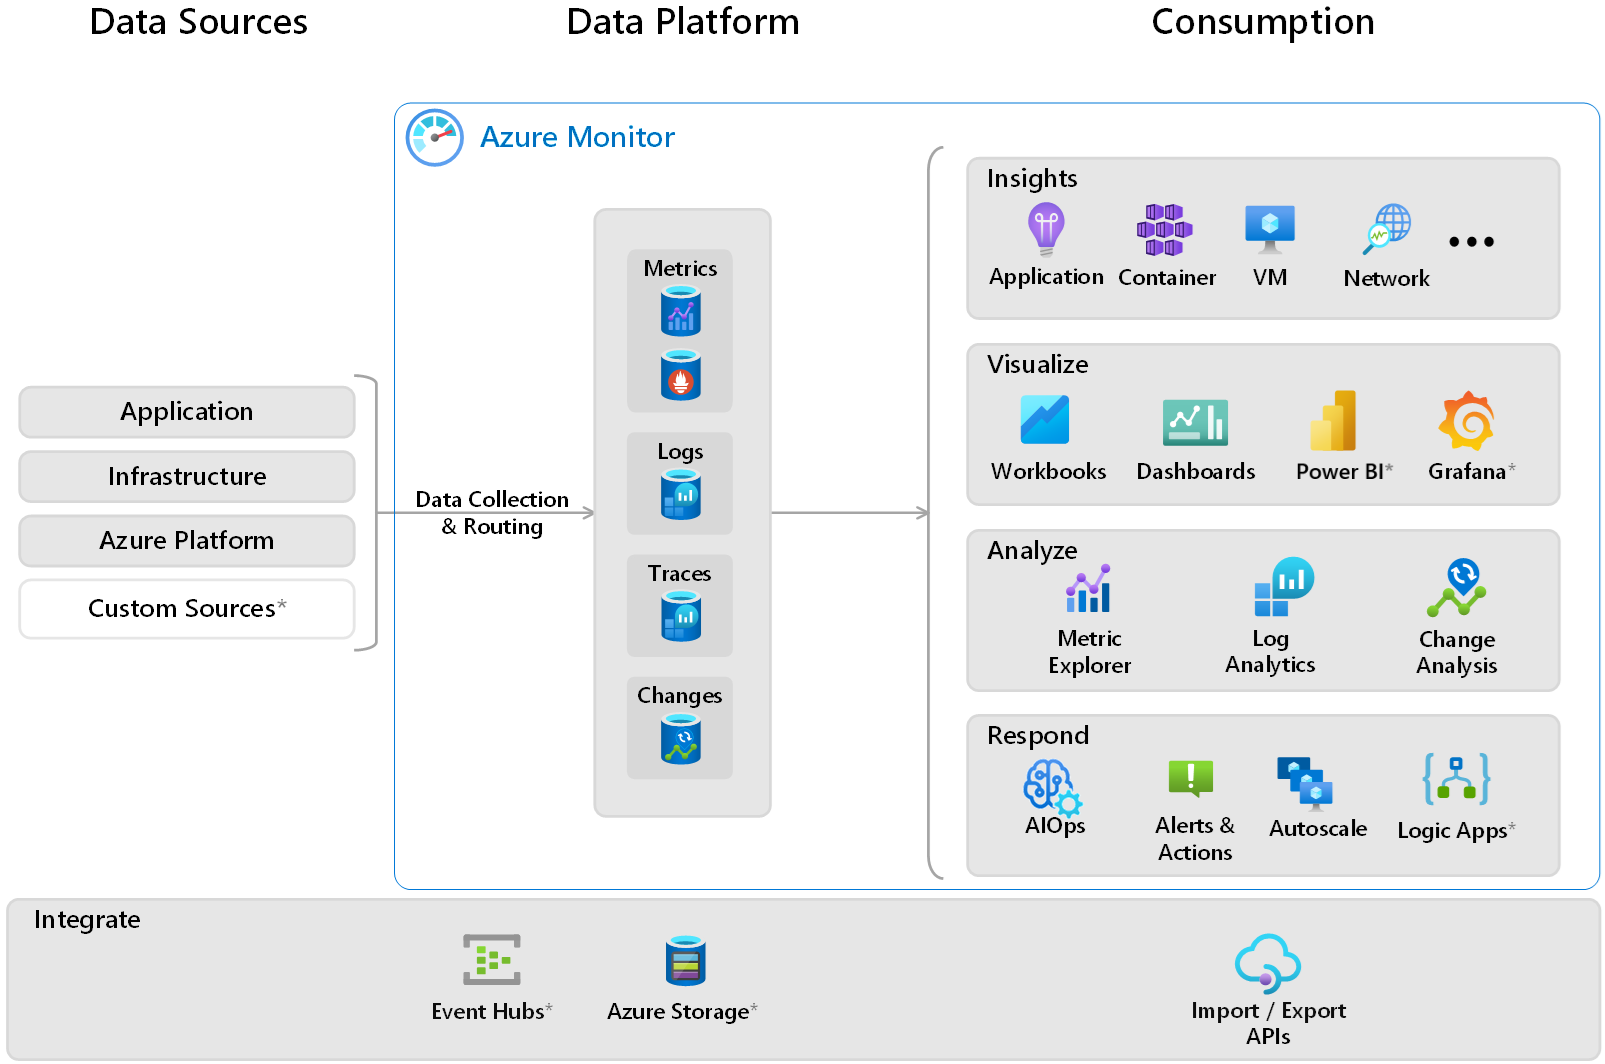 Data Sources
Data Platform
Consumption
Azure Monitor
Application
Infrastructure
Azure Platform
Custom Sources*
Data Collection
& Routing
Metrics
Logs
Traces
Changes
Insights
Application
Container
VM
Network
...
Visualize
Workbooks
Dashboards
Power BI*
Grafana*
Analyze
Metric
Explorer
Log
Analytics
Change
Analysis
Respond
AIOps
Alerts &
Actions
Autoscale
Logic Apps*
Integrate
Event Hubs*
Azure Storage*
Import / Export
APIs